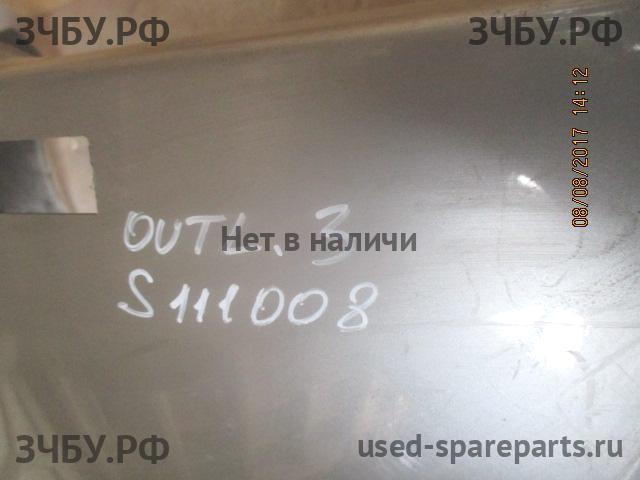 ЗЧБУ.РФ
ЗЧБУ.РФ
08/08/2017 14:12
OUTL. 3
Нет в наличи
S111008
ЗЧБУ.РФ
used-spareparts.ru